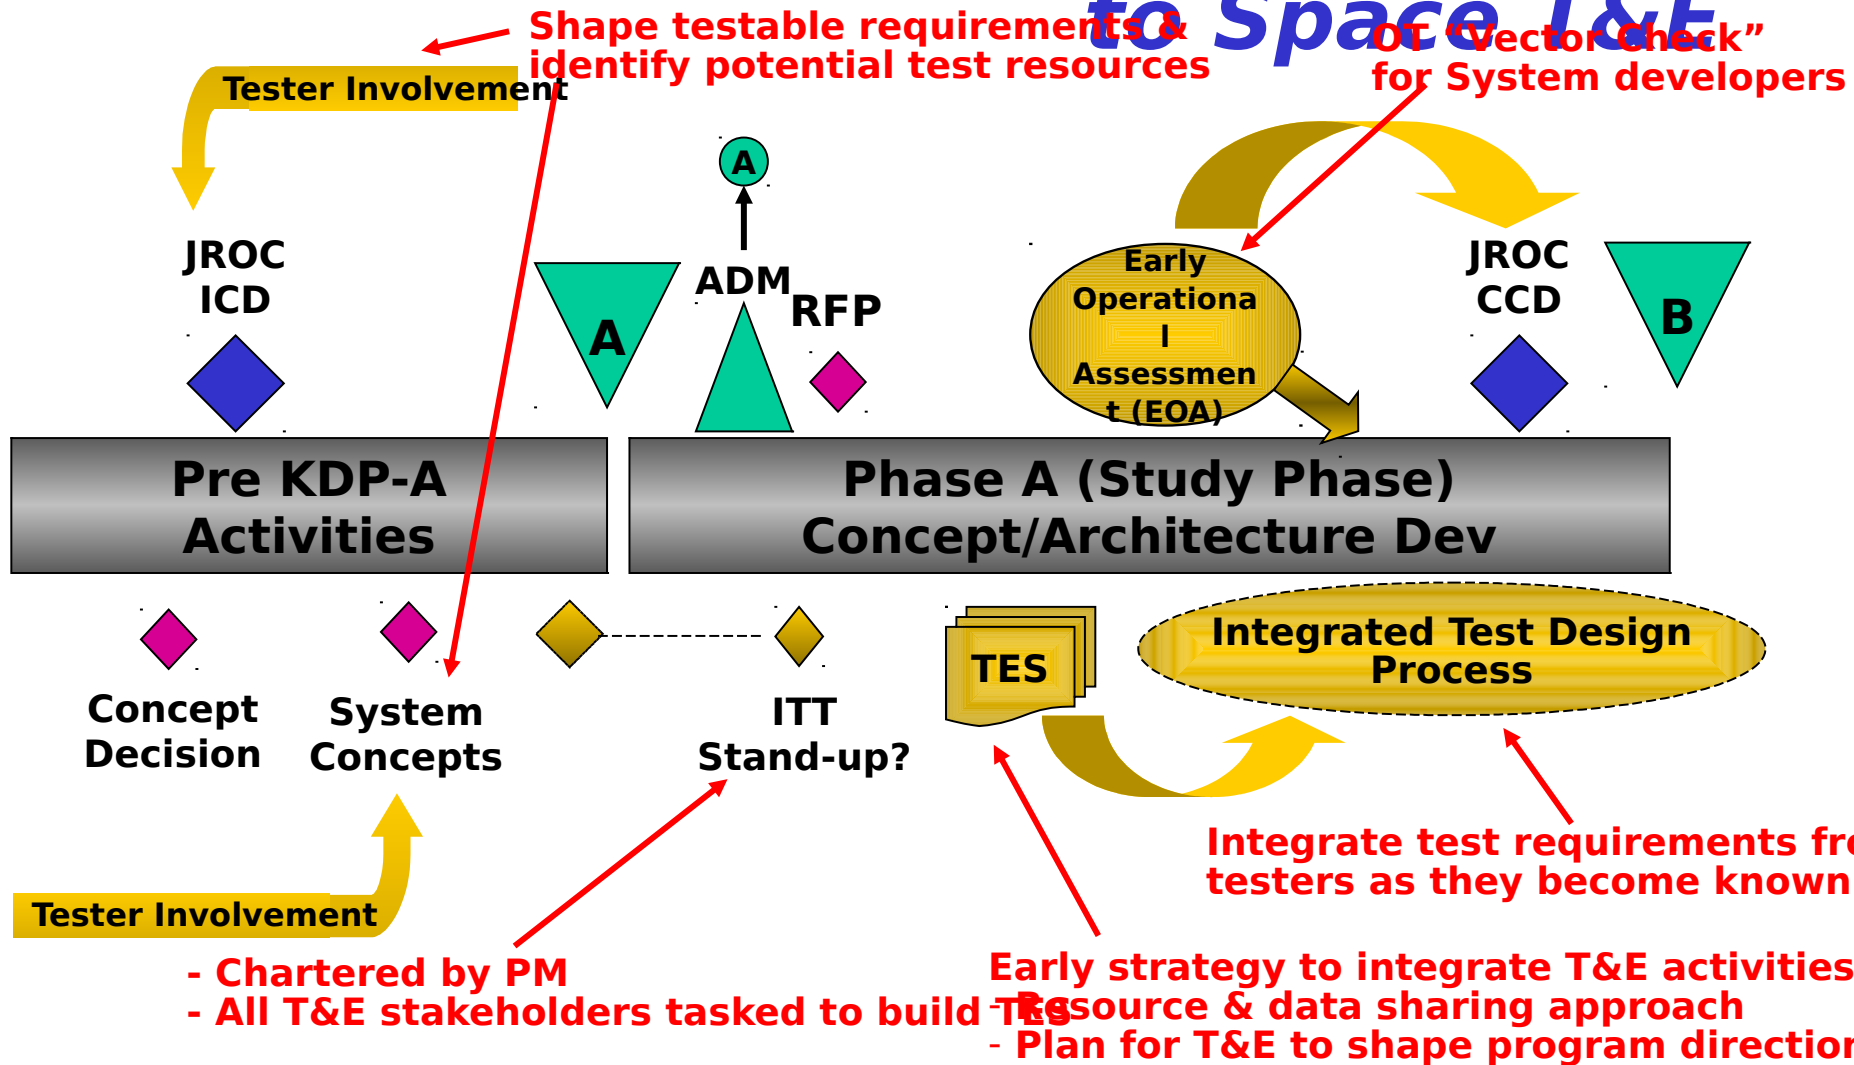 to Space T&E
Shape testable requirements &
identify potential test resources
OT “Vector Check”
for System developers
Tester Involvement
A
JROC
ICD
A
ADM
RFP
Early
Operationa
l
Assessmen
t (EOA)
JROC
CCD
B
Pre KDP-A
Activities
Phase A (Study Phase)
Concept/Architecture Dev
Concept
Decision
System
Concepts
ITT
Stand-up?
TES
Integrated Test Design
Process
Integrate test requirements fro
testers as they become known
Tester Involvement
- Chartered by PM
- All T&E stakeholders tasked to build TES
Early strategy to integrate T&E activities
- Resource & data sharing approach
- Plan for T&E to shape program direction